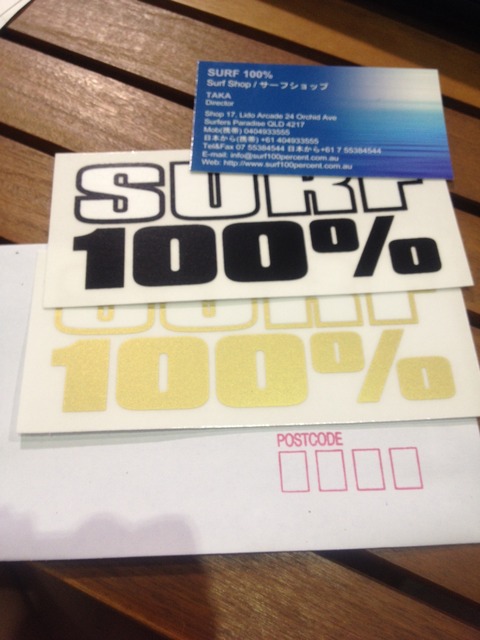 SURF 100%
Surf Shop / サーフショップ
TAKA
Director
Shop 17, Lido Arcade 24 Orchid Ave
Surfers Paradise QLD 4217
Mob(携帯) 0404933555
日本から(携帯) +61 404933555
Tel&Fax 07 55384544 日本から+61 7 55384544
E-mail: info@surf100percent.com.au
Web: http://www.surf100percent.com.au
SURF
100%
SURF
100%
POSTCODE